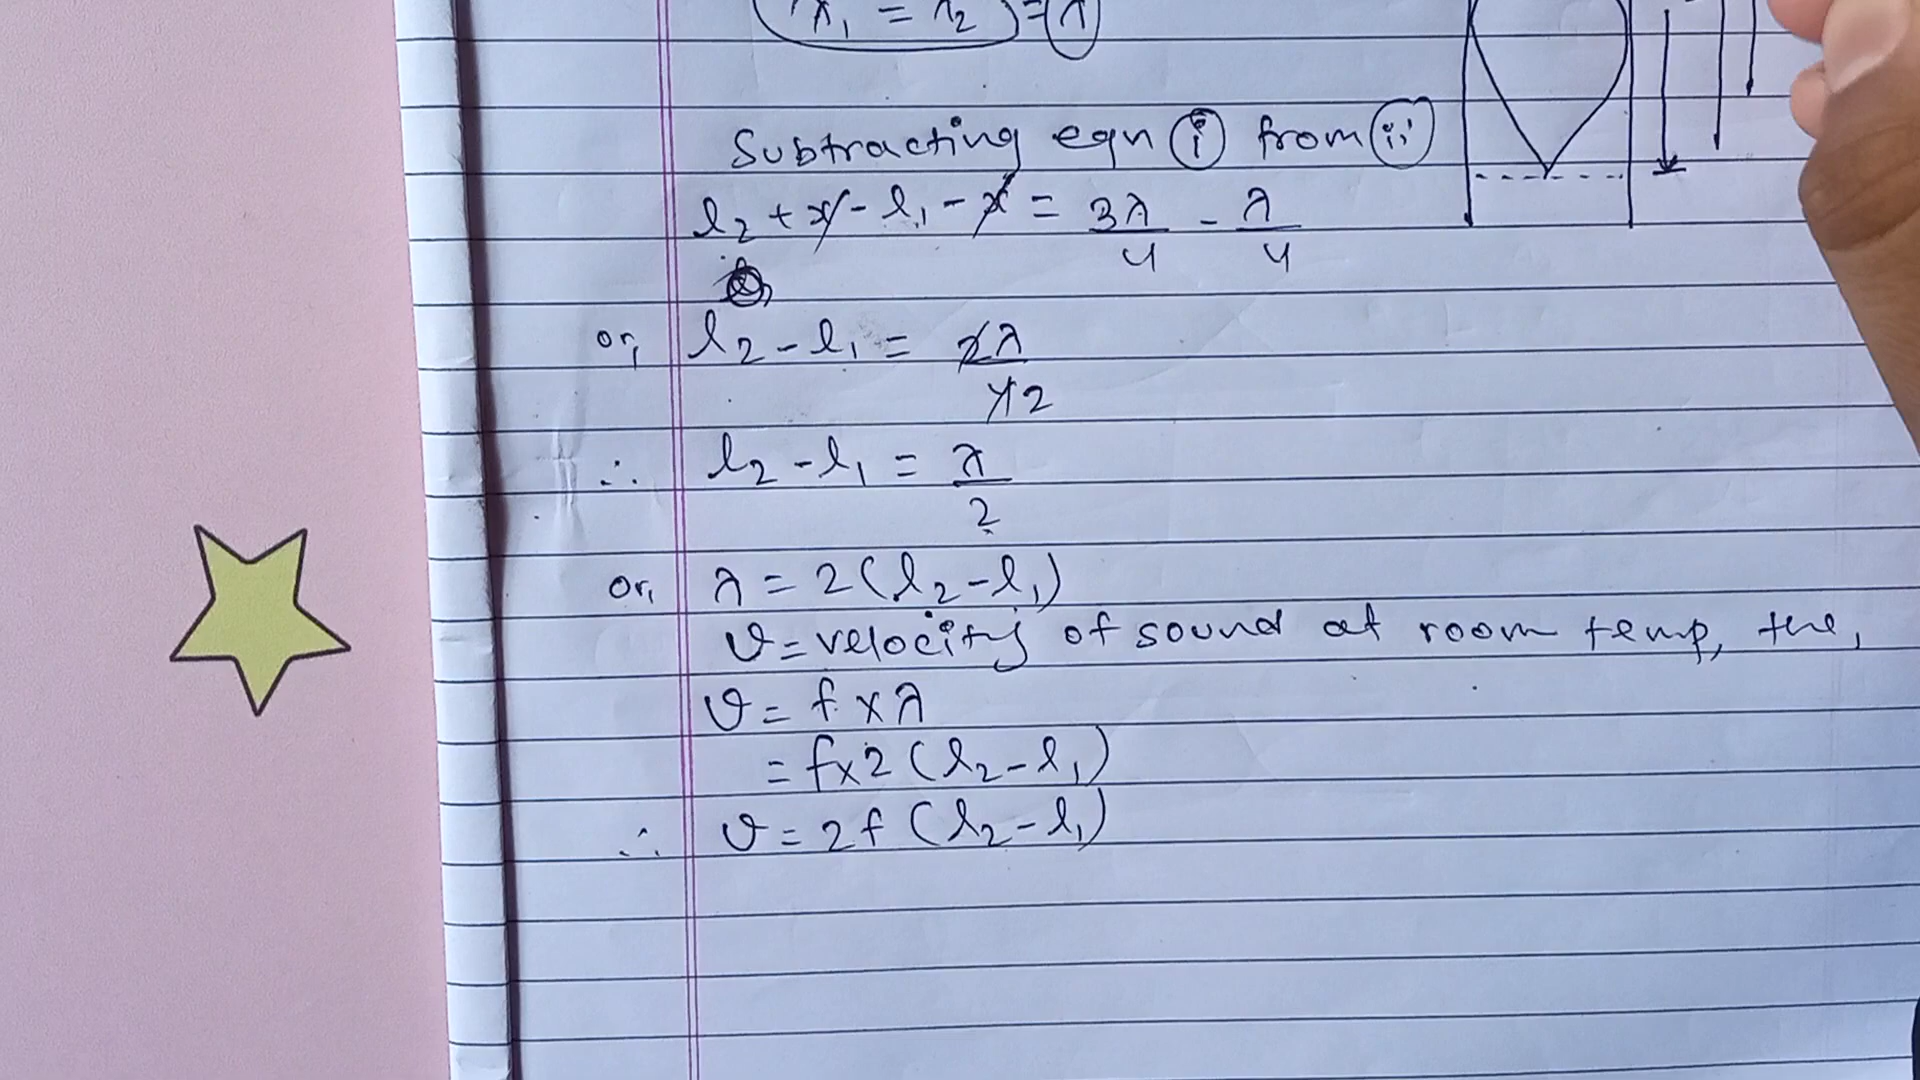 λ₁ = λ₂ = λ
Subtracting eqn (i) from (ii)
l₂ + x - l₁ - x = 3λ/4 - λ/4
or, l₂ - l₁ = 2λ/42
∴ l₂ - l₁ = λ/2
or, λ = 2(l₂ - l₁)
v = velocity of sound at room temp, the,
v = f × λ
= f×2(l₂ - l₁)
∴ v = 2f (l₂ - l₁)